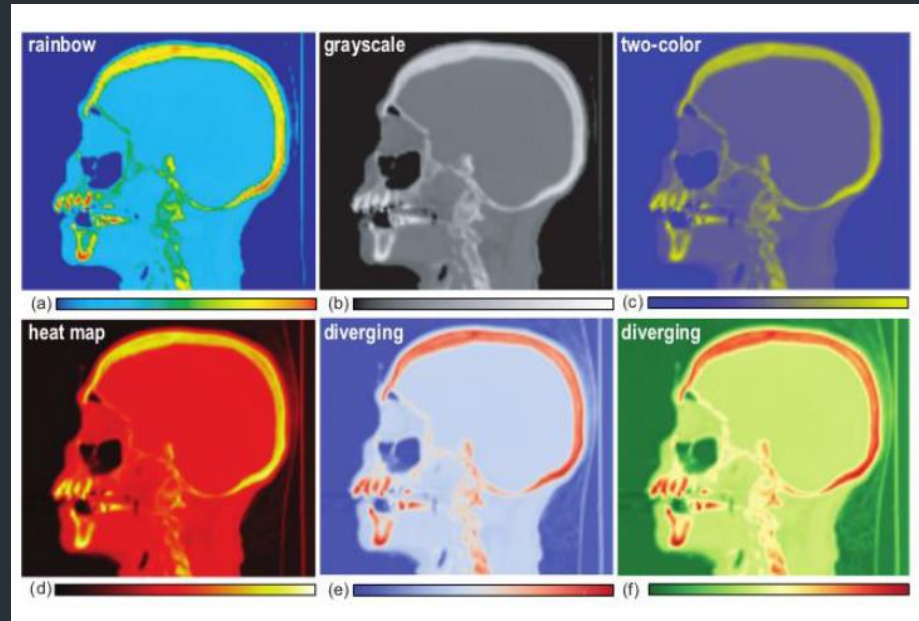 rainbow
grayscale
two-color
(a)
(b)
(c)
heat map
diverging
diverging
(d)
(e)
(f)